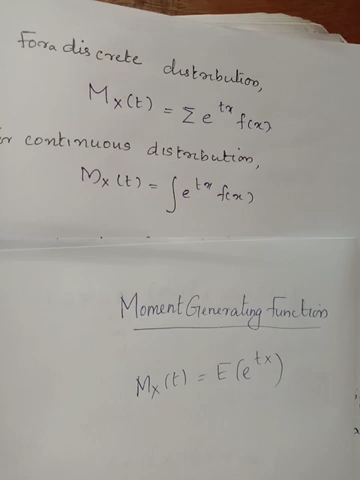 For a discrete distribution,
Mx(t) = Σ e^tx f(x)
continuous distribution,
Mx(t) = ∫e^tx f(x)
Moment Generating Function
Mx(t) = E(e^tx)